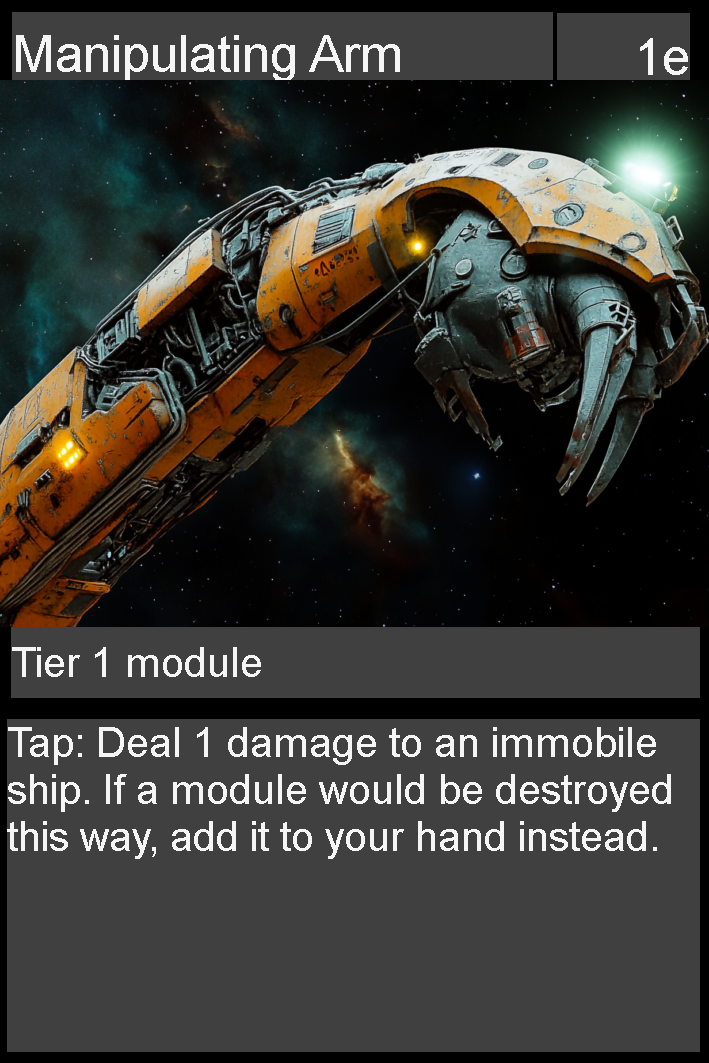 Manipulating Arm
1e
Tier 1 module
Tap: Deal 1 damage to an immobile
ship. If a module would be destroyed
this way, add it to your hand instead.